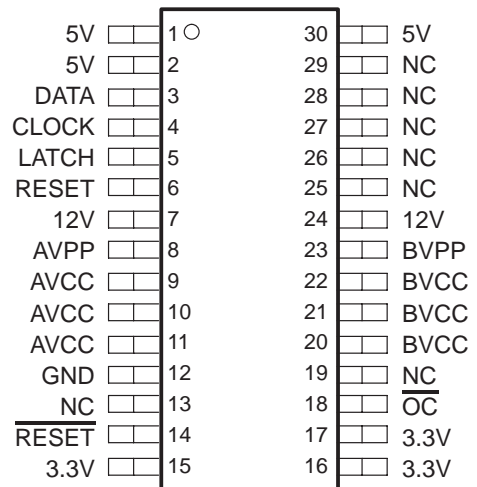 5V 1 30 5V
5V 2 29 NC
DATA 3 28 NC
CLOCK 4 27 NC
LATCH 5 26 NC
RESET 6 25 NC
12V 7 24 12V
AVPP 8 23 BVPP
AVCC 9 22 BVCC
AVCC 10 21 BVCC
AVCC 11 20 BVCC
GND 12 19 NC
NC 13 18 O̅C̅
R̅E̅S̅E̅T̅ 14 17 3.3V
3.3V 15 16 3.3V